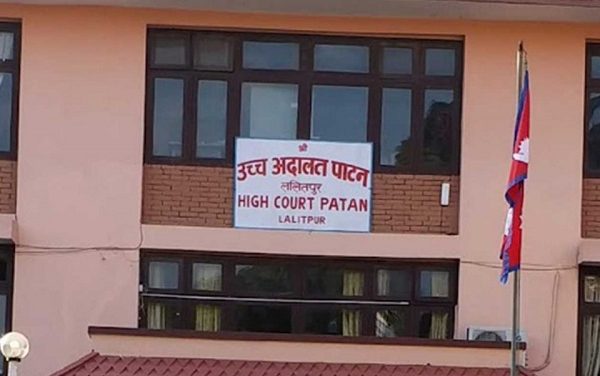 श्री
उच्च अदालत पाटन
ललितपुर
HIGH COURT PATAN
LALITPUR